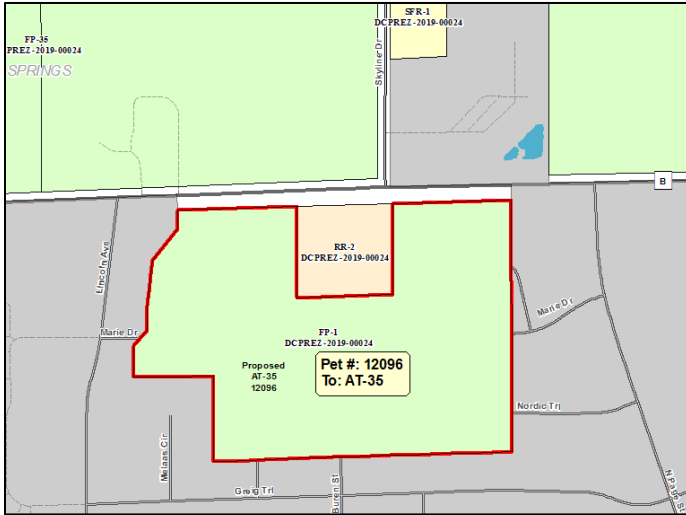 SFR-1
DCPREZ-2019-00024
FP-35
PREZ-2019-00024
SPRINGS
Skyline Dr
B
Lincoln Ave
RR-2
DCPREZ-2019-00024
Marie Dr
Marie Dr
FP-1
DCPREZ-2019-00024
Proposed
AT-35
12096
Pet #: 12096
To: AT-35
Nordic Trl
Melaas Cir
Greig Trl
Buren St
N Page St